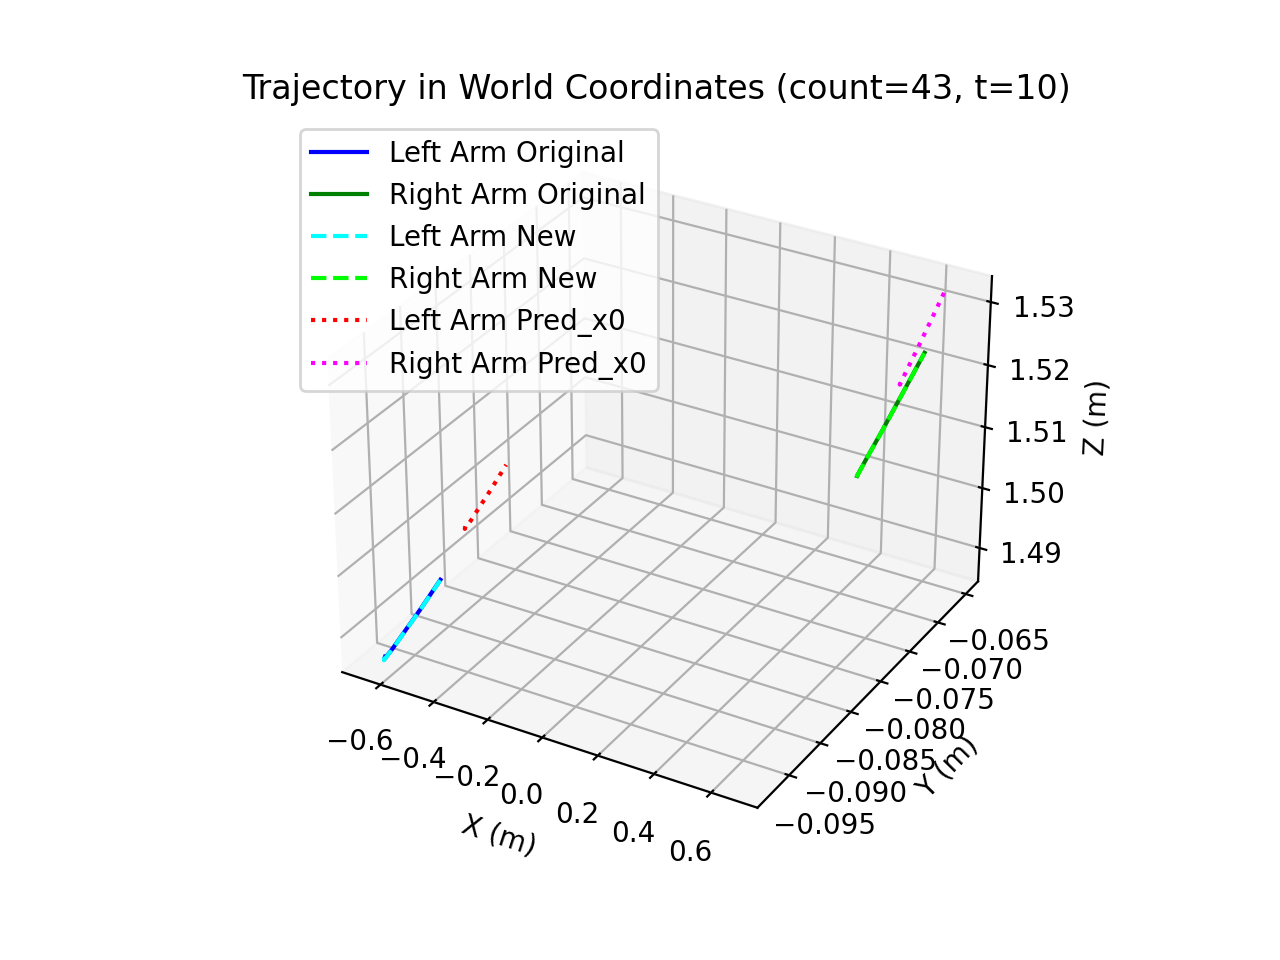 Trajectory in World Coordinates (count=43, t=10)
Left Arm Original
Right Arm Original
Left Arm New
Right Arm New
Left Arm Pred_x0
Right Arm Pred_x0
1.53
1.52
1.51
1.50
1.49
Z (m)
−0.065
−0.070
−0.075
−0.080
−0.085
−0.090
−0.095
Y (m)
−0.6
−0.4
−0.2
0.0
0.2
0.4
0.6
X (m)